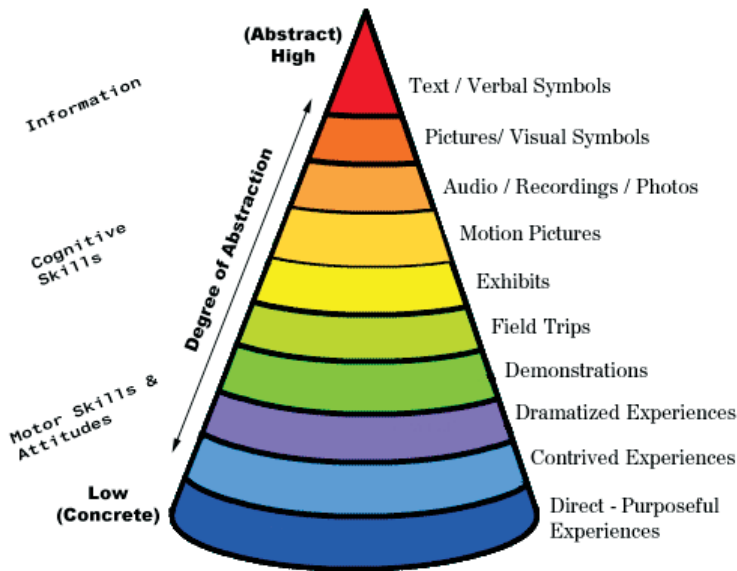 (Abstract)
High
Information
Text / Verbal Symbols
Pictures/ Visual Symbols
Audio / Recordings / Photos
Degree of Abstraction
Motion Pictures
Cognitive
Skills
Exhibits
Field Trips
Demonstrations
Motor Skills &
Attitudes
Dramatized Experiences
Contrived Experiences
Low
(Concrete)
Direct - Purposeful
Experiences